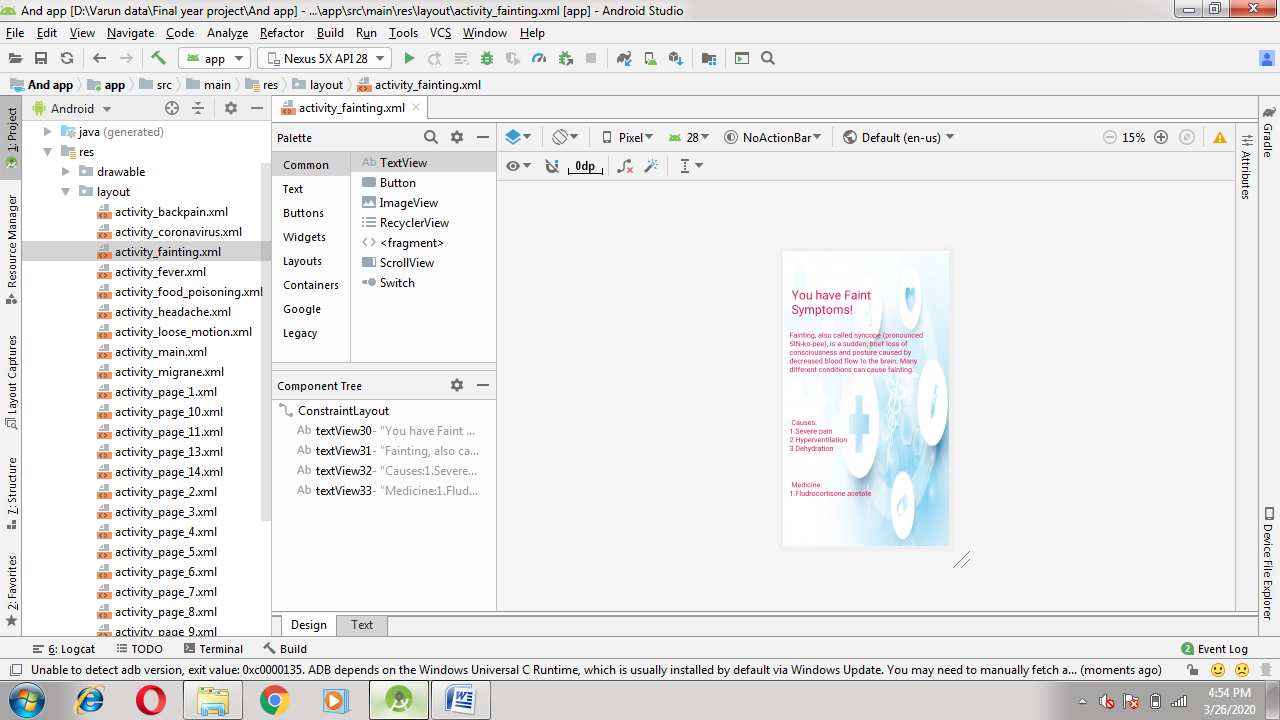 And app [D:\Varun data\Final year project\And app] - ...\app\src\main\res\layout\activity_fainting.xml [app] - Android Studio
File Edit View Navigate Code Analyze Refactor Build Run Tools VCS Window Help
app Nexus 5X API 28
And app app src main res layout activity_fainting.xml
1: Project
Resource Manager
Layout Captures
7: Structure
2: Favorites
Android
java (generated)
res
drawable
layout
activity_backpain.xml
activity_coronavirus.xml
activity_fainting.xml
activity_fever.xml
activity_food_poisoning.xml
activity_headache.xml
activity_loose_motion.xml
activity_main.xml
activity_migrane.xml
activity_page_1.xml
activity_page_10.xml
activity_page_11.xml
activity_page_13.xml
activity_page_14.xml
activity_page_2.xml
activity_page_3.xml
activity_page_4.xml
activity_page_5.xml
activity_page_6.xml
activity_page_7.xml
activity_page_8.xml
activity_page_9.xml
activity_fainting.xml
Palette
Common
Text
Buttons
Widgets
Layouts
Containers
Google
Legacy
Ab TextView
Button
ImageView
RecyclerView
<fragment>
ScrollView
Switch
Component Tree
ConstraintLayout
Ab textView30- "You have Faint ...
Ab textView31- "Fainting, also ca...
Ab textView32- "Causes:1.Severe...
Ab textView33- "Medicine:1.Flud...
Pixel 28 NoActionBar Default (en-us) 15%
0dp
You have Faint
Symptoms!
Fainting, also called syncope (pronounced
SIN-ko-pee), is a sudden, brief loss of
consciousness and posture caused by
decreased blood flow to the brain. Many
different conditions can cause fainting.
Causes:
1.Severe pain
2.Hyperventilation
3.Dehydration
Medicine:
1.Fludrocortisone acetate
Gradle
Attributes
Device File Explorer
Design Text
6: Logcat TODO Terminal Build 2 Event Log
Unable to detect adb version, exit value: 0xc0000135. ADB depends on the Windows Universal C Runtime, which is usually installed by default via Windows Update. You may need to manually fetch a... (moments ago)
4:54 PM
3/26/2020